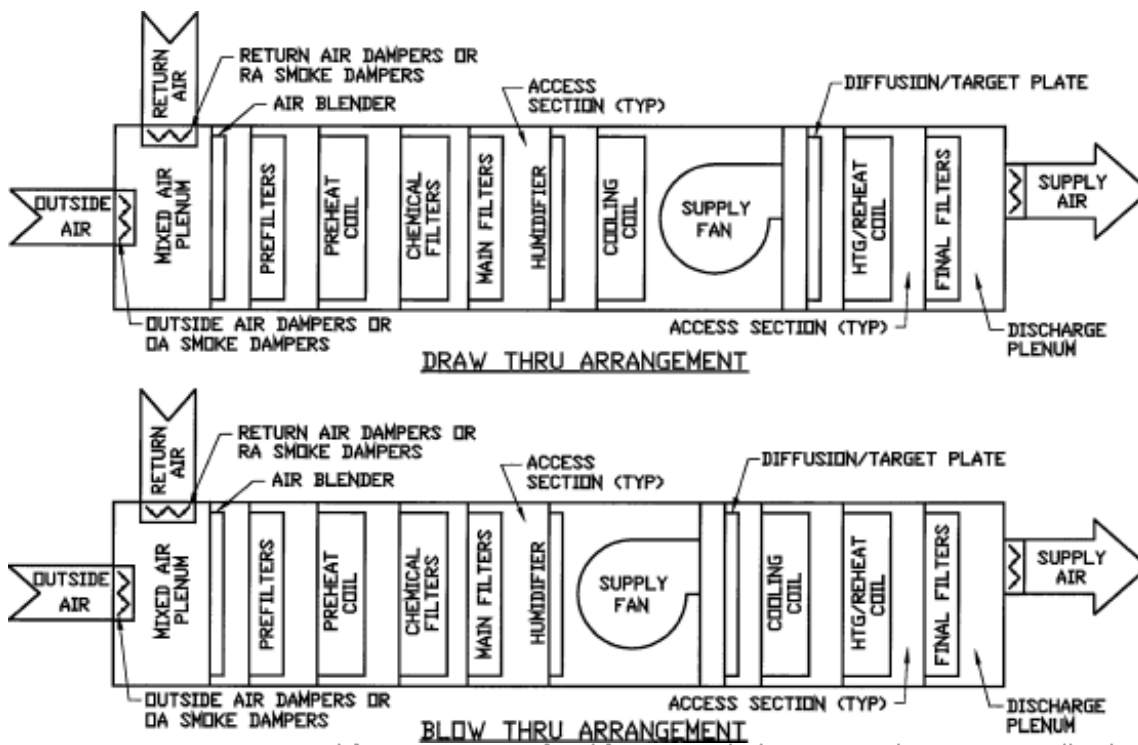 RETURN AIR DAMPERS OR
RA SMOKE DAMPERS
RETURN
AIR
AIR BLENDER
ACCESS
SECTION (TYP)
DIFFUSION/TARGET PLATE
OUTSIDE
AIR
MIXED AIR
PLENUM
PREFILTERS
PREHEAT
COIL
CHEMICAL
FILTERS
MAIN FILTERS
HUMIDIFIER
COOLING
COIL
SUPPLY
FAN
HTG/REHEAT
COIL
FINAL FILTERS
SUPPLY
AIR
OUTSIDE AIR DAMPERS OR
OA SMOKE DAMPERS
ACCESS SECTION (TYP)
DISCHARGE
PLENUM
DRAW THRU ARRANGEMENT
RETURN AIR DAMPERS OR
RA SMOKE DAMPERS
RETURN
AIR
AIR BLENDER
ACCESS
SECTION (TYP)
DIFFUSION/TARGET PLATE
OUTSIDE
AIR
MIXED AIR
PLENUM
PREFILTERS
PREHEAT
COIL
CHEMICAL
FILTERS
MAIN FILTERS
HUMIDIFIER
SUPPLY
FAN
COOLING
COIL
HTG/REHEAT
COIL
FINAL FILTERS
SUPPLY
AIR
OUTSIDE AIR DAMPERS OR
OA SMOKE DAMPERS
ACCESS SECTION (TYP)
DISCHARGE
PLENUM
BLOW THRU ARRANGEMENT